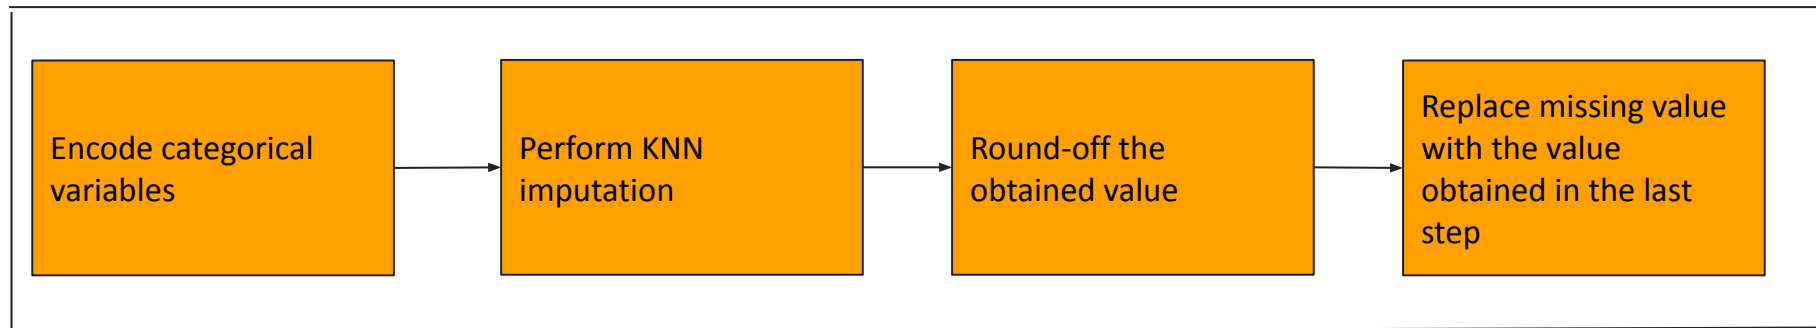 Encode categorical
variables
Perform KNN
imputation
Round-off the
obtained value
Replace missing value
with the value
obtained in the last
step